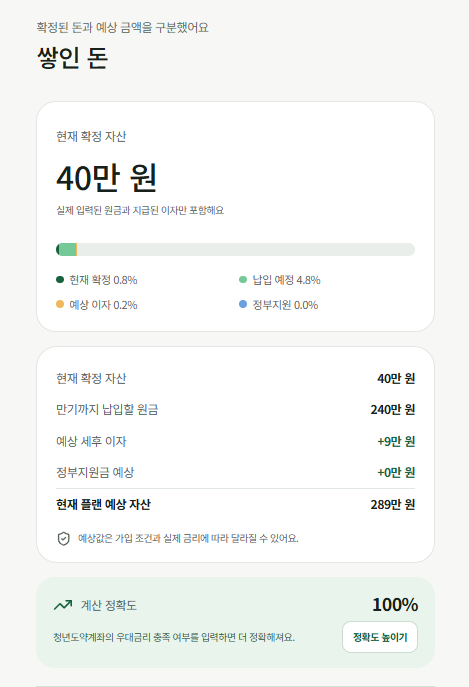 확정된 돈과 예상 금액을 구분했어요
쌓인 돈
현재 확정 자산
40만 원
실제 입력된 원금과 지급된 이자만 포함해요
현재 확정 0.8%
납입 예정 4.8%
예상 이자 0.2%
정부지원 0.0%
현재 확정 자산 40만 원
만기까지 납입할 원금 240만 원
예상 세후 이자 +9만 원
정부지원금 예상 +0만 원
현재 플랜 예상 자산 289만 원
예상값은 가입 조건과 실제 금리에 따라 달라질 수 있어요.
계산 정확도 100%
청년도약계좌의 우대금리 충족 여부를 입력하면 더 정확해져요. 정확도 높이기